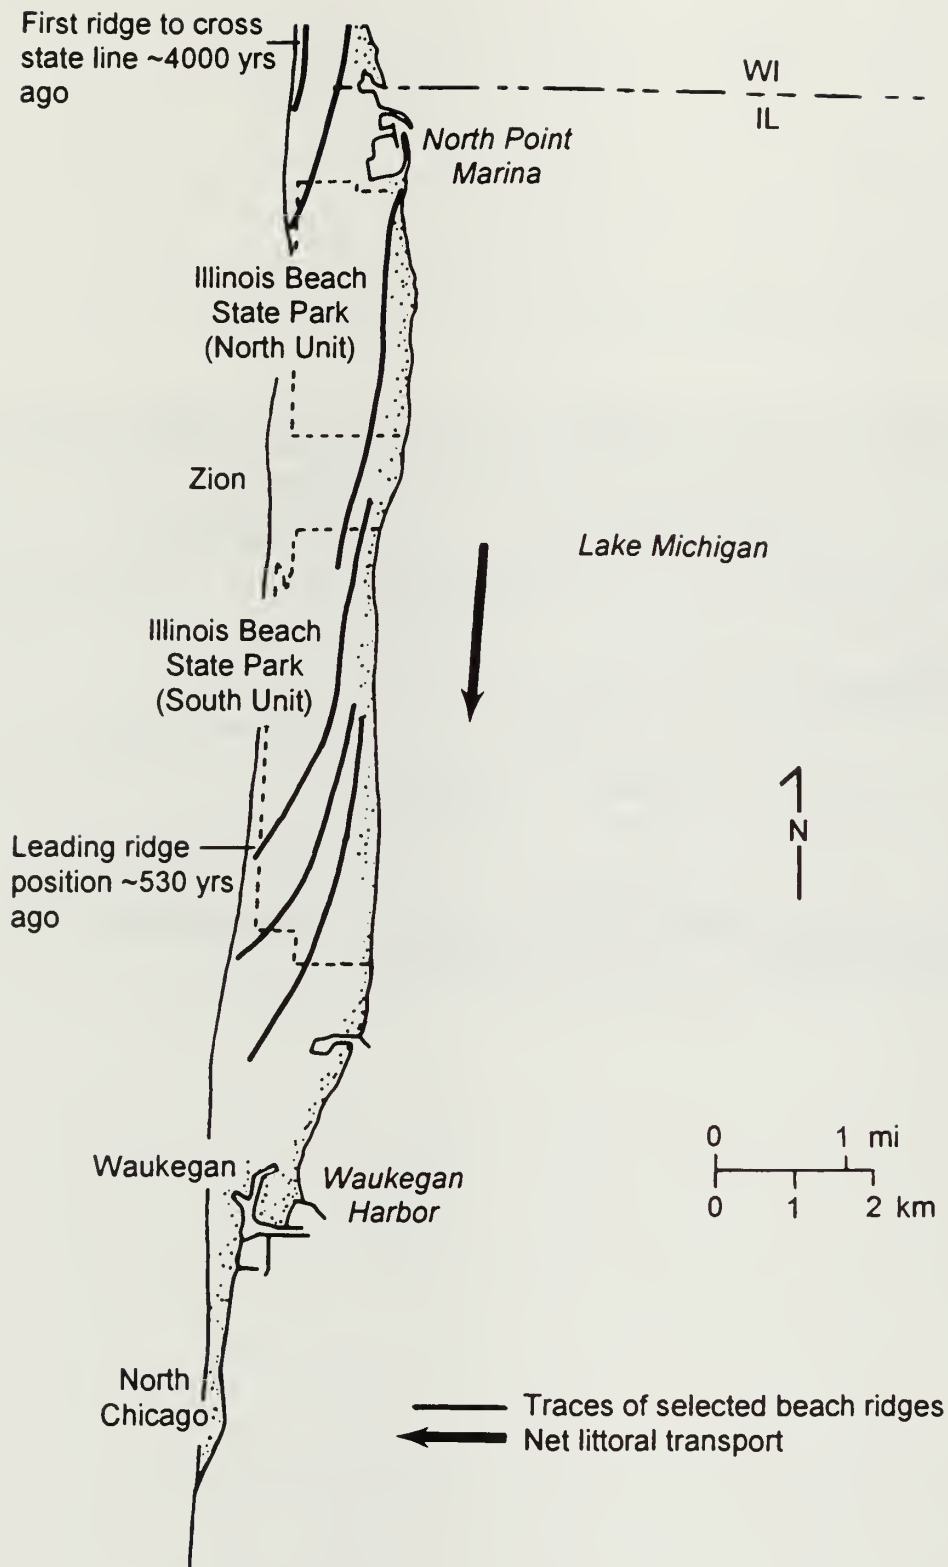 First ridge to cross
state line ~4000 yrs
ago
WI
IL
North Point
Marina
Illinois Beach
State Park
(North Unit)
Zion
Lake Michigan
Illinois Beach
State Park
(South Unit)
Leading ridge
position ~530 yrs
ago
N
0 1 mi
0 1 2 km
Waukegan
Waukegan
Harbor
North
Chicago
Traces of selected beach ridges
Net littoral transport